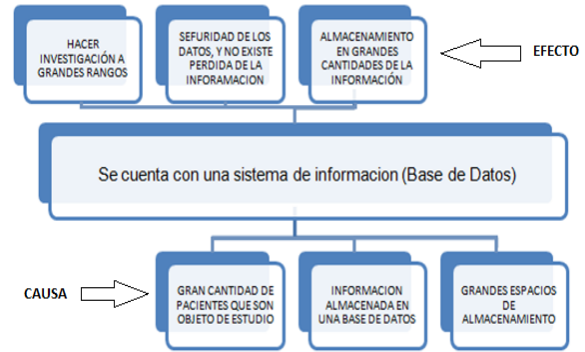 HACER
INVESTIGACIÓN A
GRANDES RANGOS
SEFURIDAD DE LOS
DATOS, Y NO EXISTE
PERDIDA DE LA
INFORAMACION
ALMACENAMIENTO
EN GRANDES
CANTIDADES DE LA
INFORMACIÓN
EFECTO
Se cuenta con una sistema de informacion (Base de Datos)
CAUSA
GRAN CANTIDAD DE
PACIENTES QUE SON
OBJETO DE ESTUDIO
INFORMACION
ALMACENADA EN
UNA BASE DE DATOS
GRANDES ESPACIOS
DE
ALMACENAMIENTO